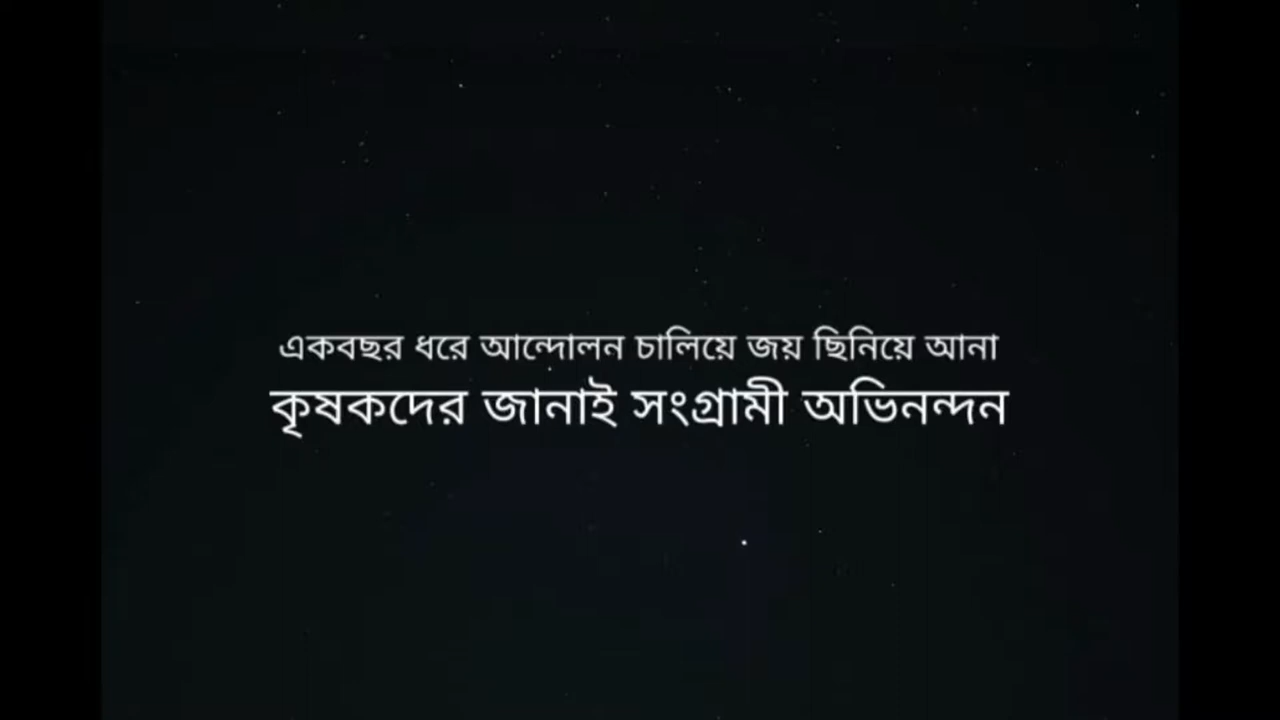 একবছর ধরে আন্দোলন চালিয়ে জয় ছিনিয়ে আনা
কৃষকদের জানাই সংগ্রামী অভিনন্দন